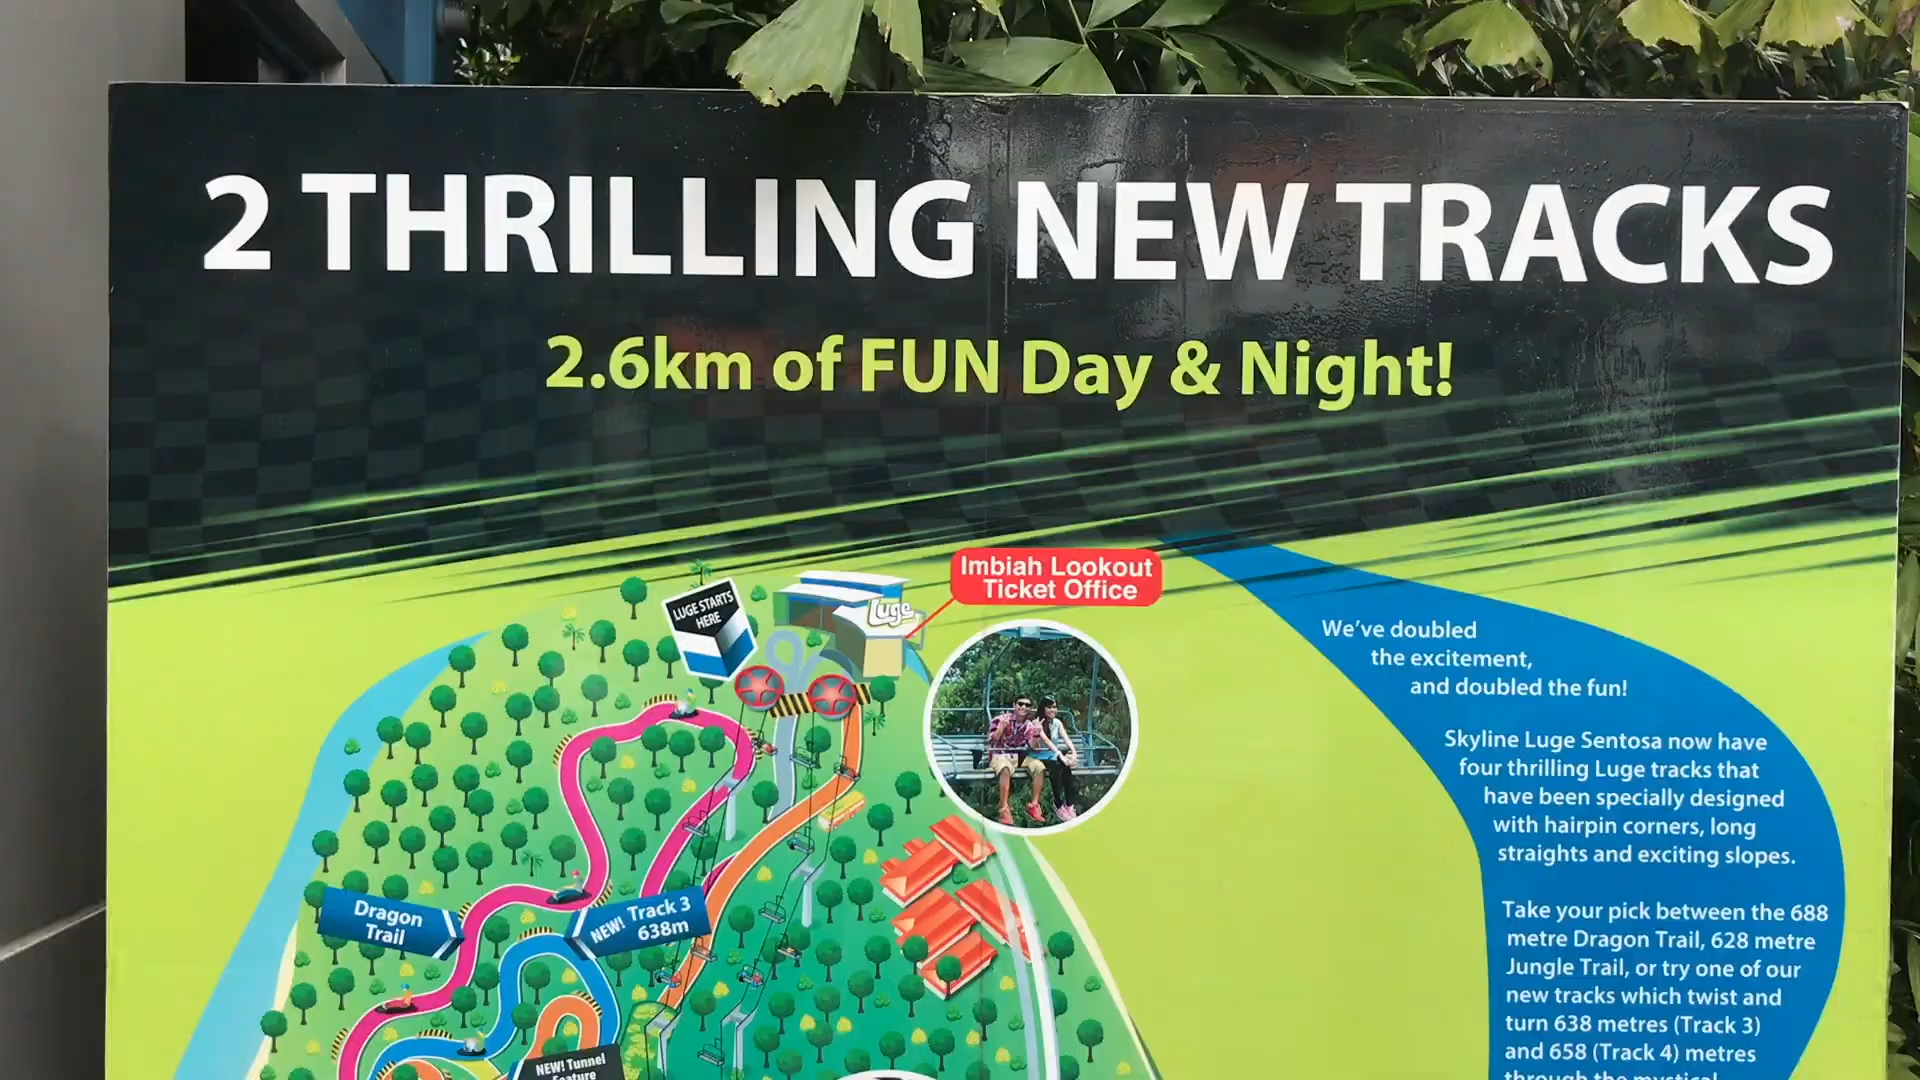 2 THRILLING NEW TRACKS
2.6km of FUN Day & Night!
Imbiah Lookout
Ticket Office
LUGE STARTS
HERE
Luge
We've doubled
the excitement,
and doubled the fun!
Skyline Luge Sentosa now have
four thrilling Luge tracks that
have been specially designed
with hairpin corners, long
straights and exciting slopes.
Take your pick between the 688
metre Dragon Trail, 628 metre
Jungle Trail, or try one of our
new tracks which twist and
turn 638 metres (Track 3)
and 658 (Track 4) metres
through the mystical
Dragon
Trail
NEW! Track 3
638m
NEW! Tunnel
Feature